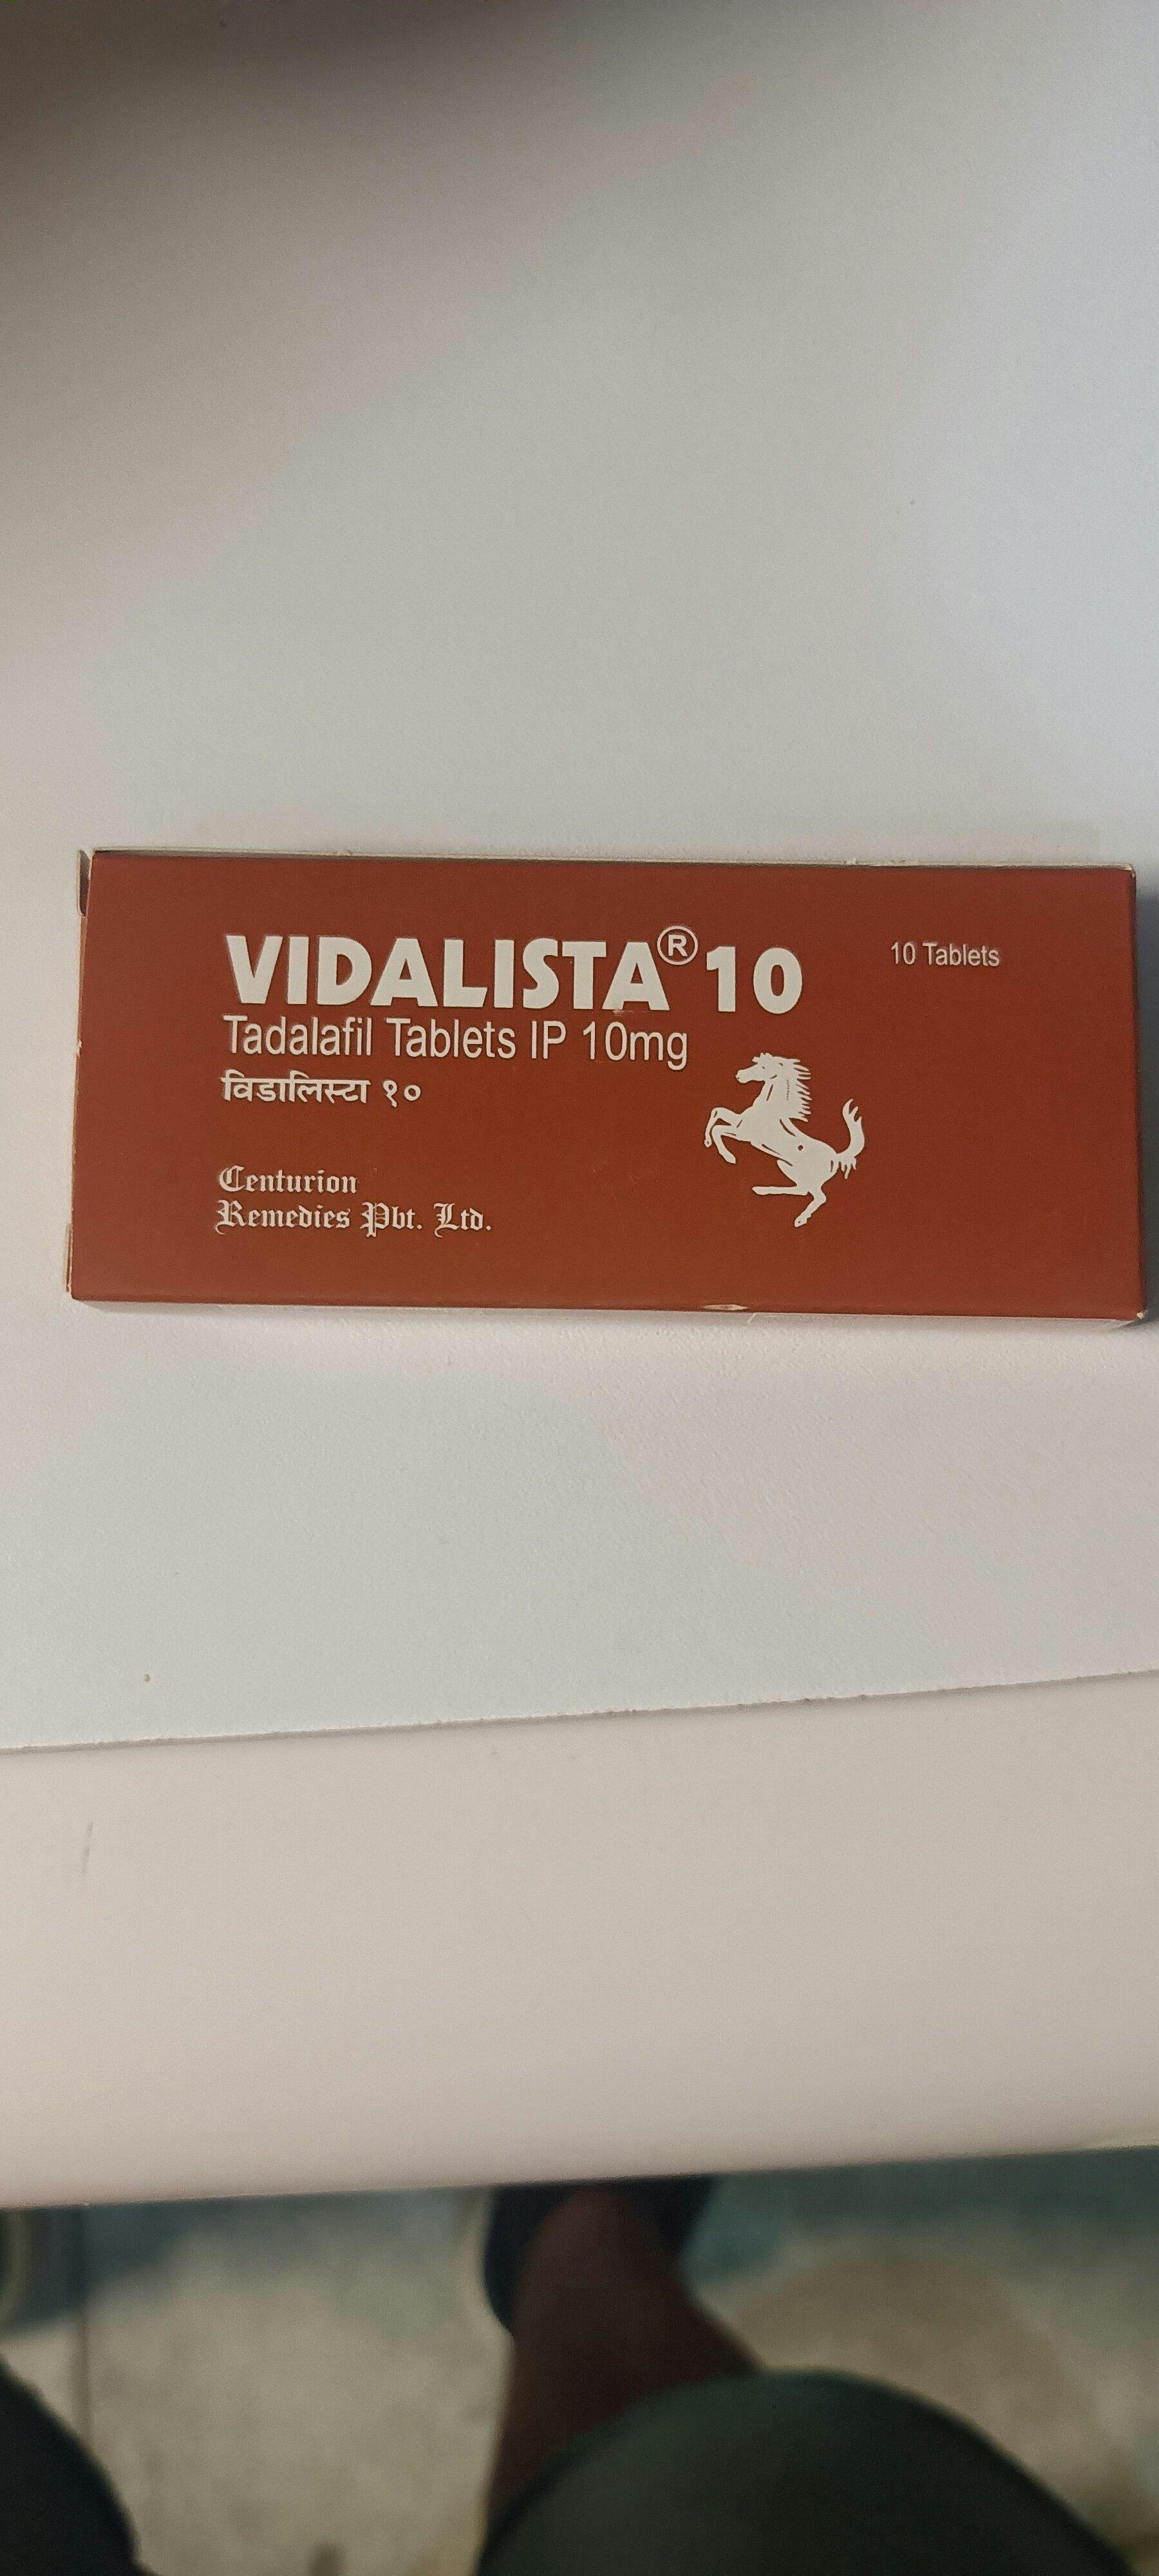 VIDALISTA® 10
10 Tablets
Tadalafil Tablets IP 10mg
विडालिस्टा १०
Centurion
Remedies Pvt. Ltd.